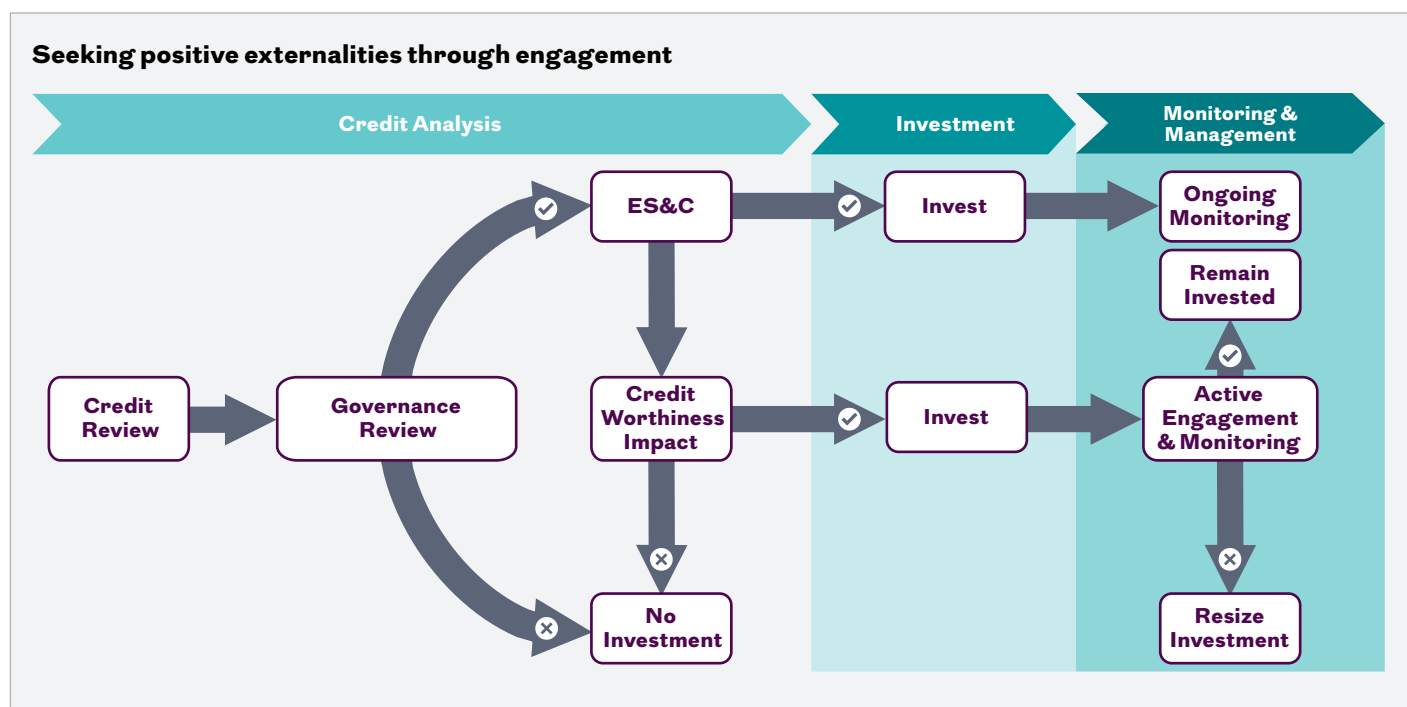 Seeking positive externalities through engagement
Credit Analysis
Investment
Monitoring &
Management
ES&C
Invest
Ongoing
Monitoring
Remain
Invested
Credit
Review
Governance
Review
Credit
Worthiness
Impact
Invest
Active
Engagement
& Monitoring
No
Investment
Resize
Investment